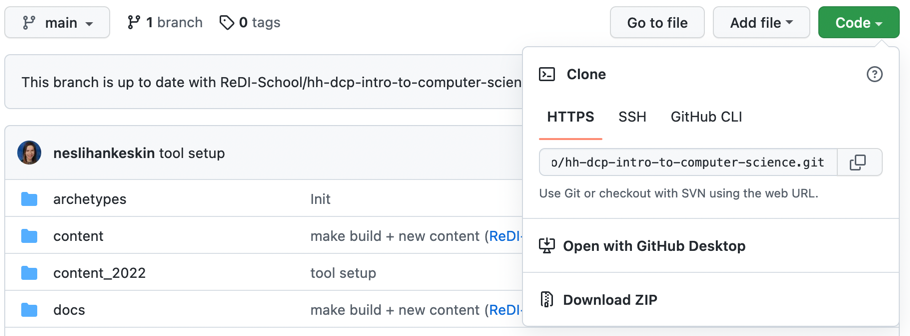 main
1 branch
0 tags
Go to file
Add file
Code
This branch is up to date with ReDI-School/hh-dcp-intro-to-computer-scien
Clone
HTTPS
SSH
GitHub CLI
o/hh-dcp-intro-to-computer-science.git
Use Git or checkout with SVN using the web URL.
Open with GitHub Desktop
Download ZIP
neslihankeskin tool setup
archetypes
Init
content
make build + new content (ReDI-
content_2022
tool setup
docs
make build + new content (ReDI-